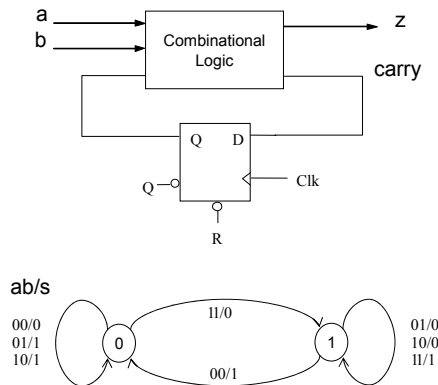 a
z
b
Combinational
Logic
carry
Q D
Q
Clk
R
ab/s
00/0
01/1
10/1
0
11/0
00/1
1
01/0
10/0
11/1